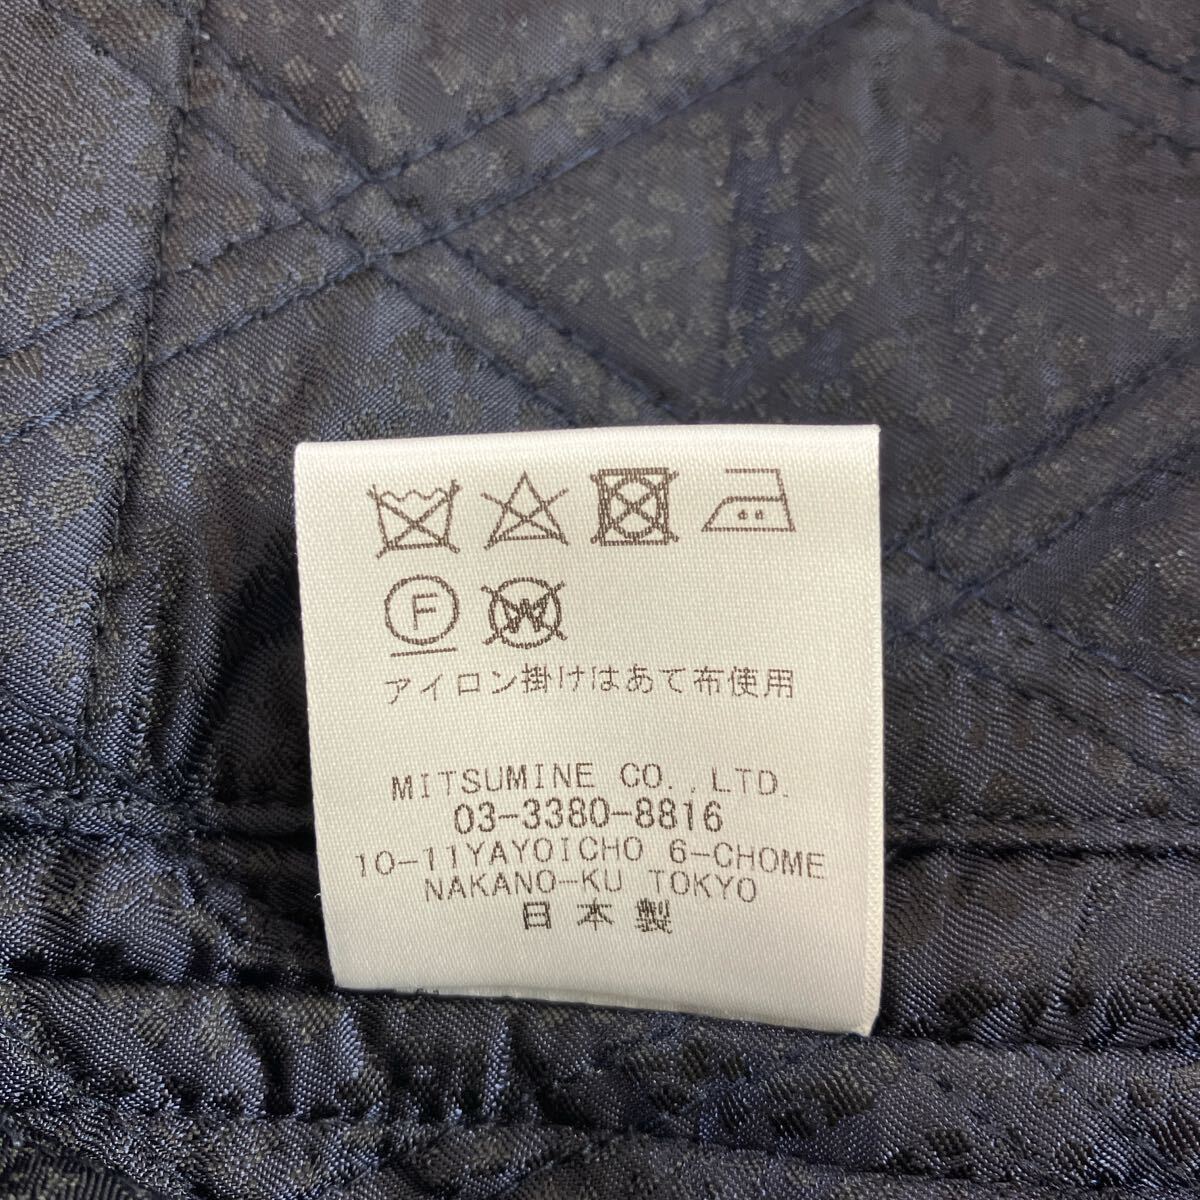 F
W
アイロン掛けはあて布使用
MITSUMINE CO.,LTD.
03-3380-8816
10-11YAYOICHO 6-CHOME
NAKANO-KU TOKYO
日本製